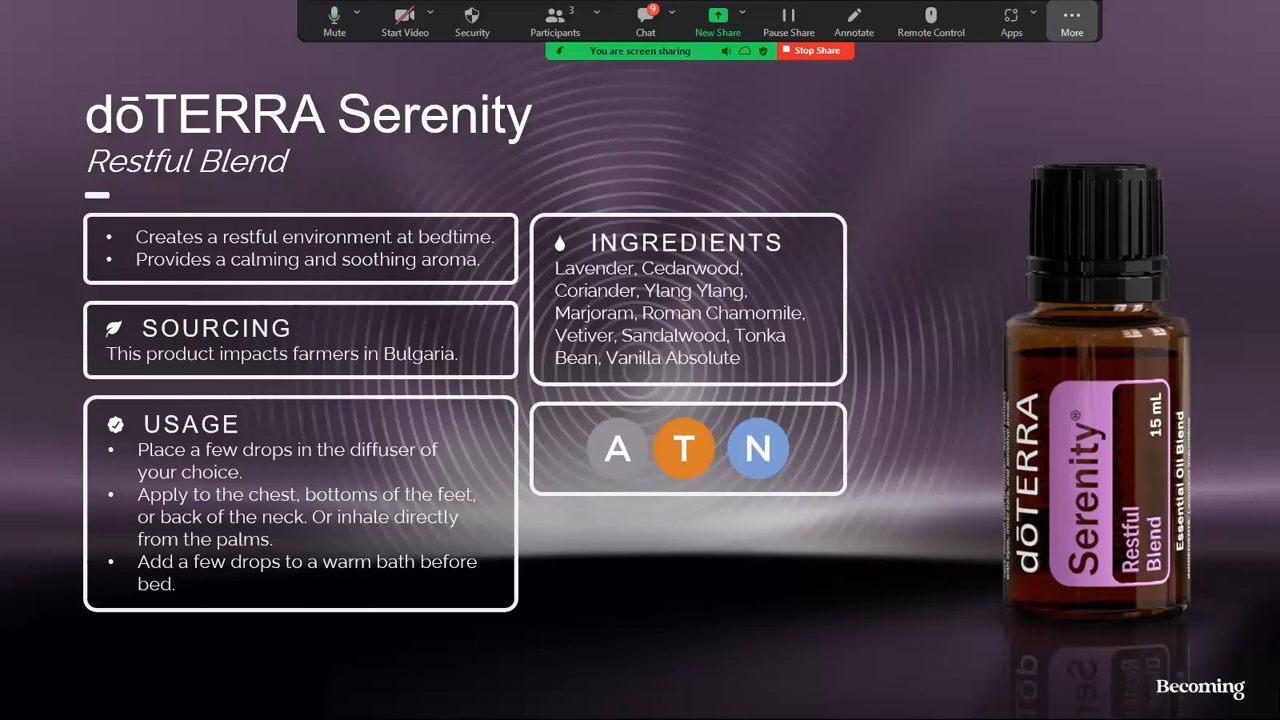 3
9
Mute
Start Video
Security
Participants
Chat
New Share
Pause Share
Annotate
Remote Control
Apps
More
You are screen sharing
Stop Share
dōTERRA Serenity
Restful Blend
• Creates a restful environment at bedtime.
• Provides a calming and soothing aroma.
SOURCING
This product impacts farmers in Bulgaria.
USAGE
• Place a few drops in the diffuser of
your choice.
• Apply to the chest, bottoms of the feet,
or back of the neck. Or inhale directly
from the palms.
• Add a few drops to a warm bath before
bed.
INGREDIENTS
Lavender, Cedarwood,
Coriander, Ylang Ylang,
Marjoram, Roman Chamomile,
Vetiver, Sandalwood, Tonka
Bean, Vanilla Absolute
A T N
dōTERRA
Serenity®
Restful
Blend
15 mL
Essential Oil Blend
Becoming